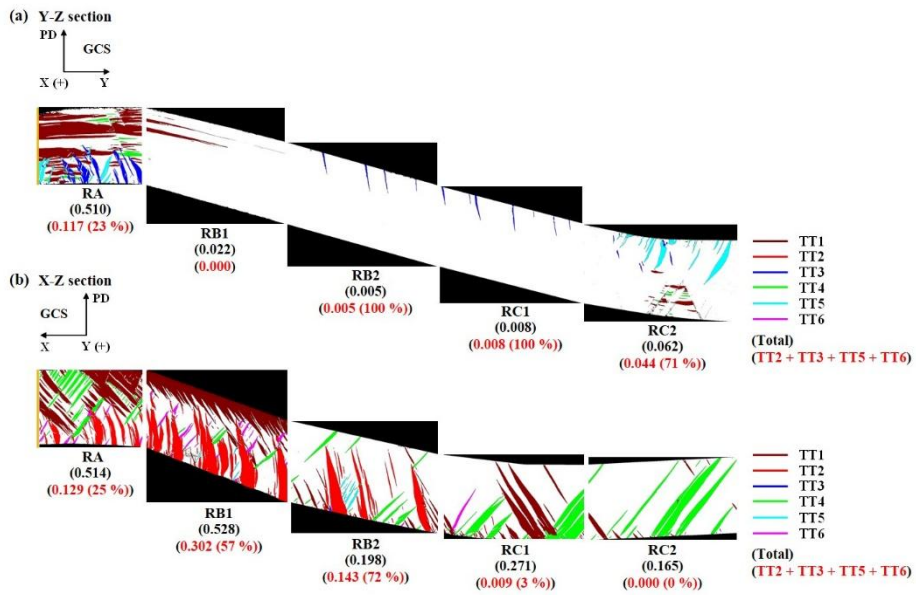 (a) Y-Z section
PD
GCS
X (+) Y
RA
(0.510)
(0.117 (23 %))
RB1
(0.022)
(0.000)
RB2
(0.005)
(0.005 (100 %))
RC1
(0.008)
(0.008 (100 %))
RC2
(0.062)
(0.044 (71 %))
TT1
TT2
TT3
TT4
TT5
TT6
(Total)
(TT2 + TT3 + TT5 + TT6)
(b) X-Z section
PD
GCS
X Y (+)
RA
(0.514)
(0.129 (25 %))
RB1
(0.528)
(0.302 (57 %))
RB2
(0.198)
(0.143 (72 %))
RC1
(0.271)
(0.009 (3 %))
RC2
(0.165)
(0.000 (0 %))
TT1
TT2
TT3
TT4
TT5
TT6
(Total)
(TT2 + TT3 + TT5 + TT6)